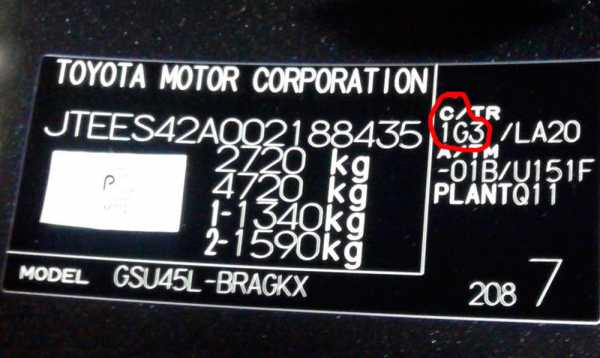 TOYOTA MOTOR CORPORATION
JTEES42A002188435
2720 kg
4720 kg
1-1340kg
2-1590kg
MODEL GSU45L-BRAGKX
C/TR
1G3 /LA20
A/TM
-01B/U151F
PLANTQ11
208 7